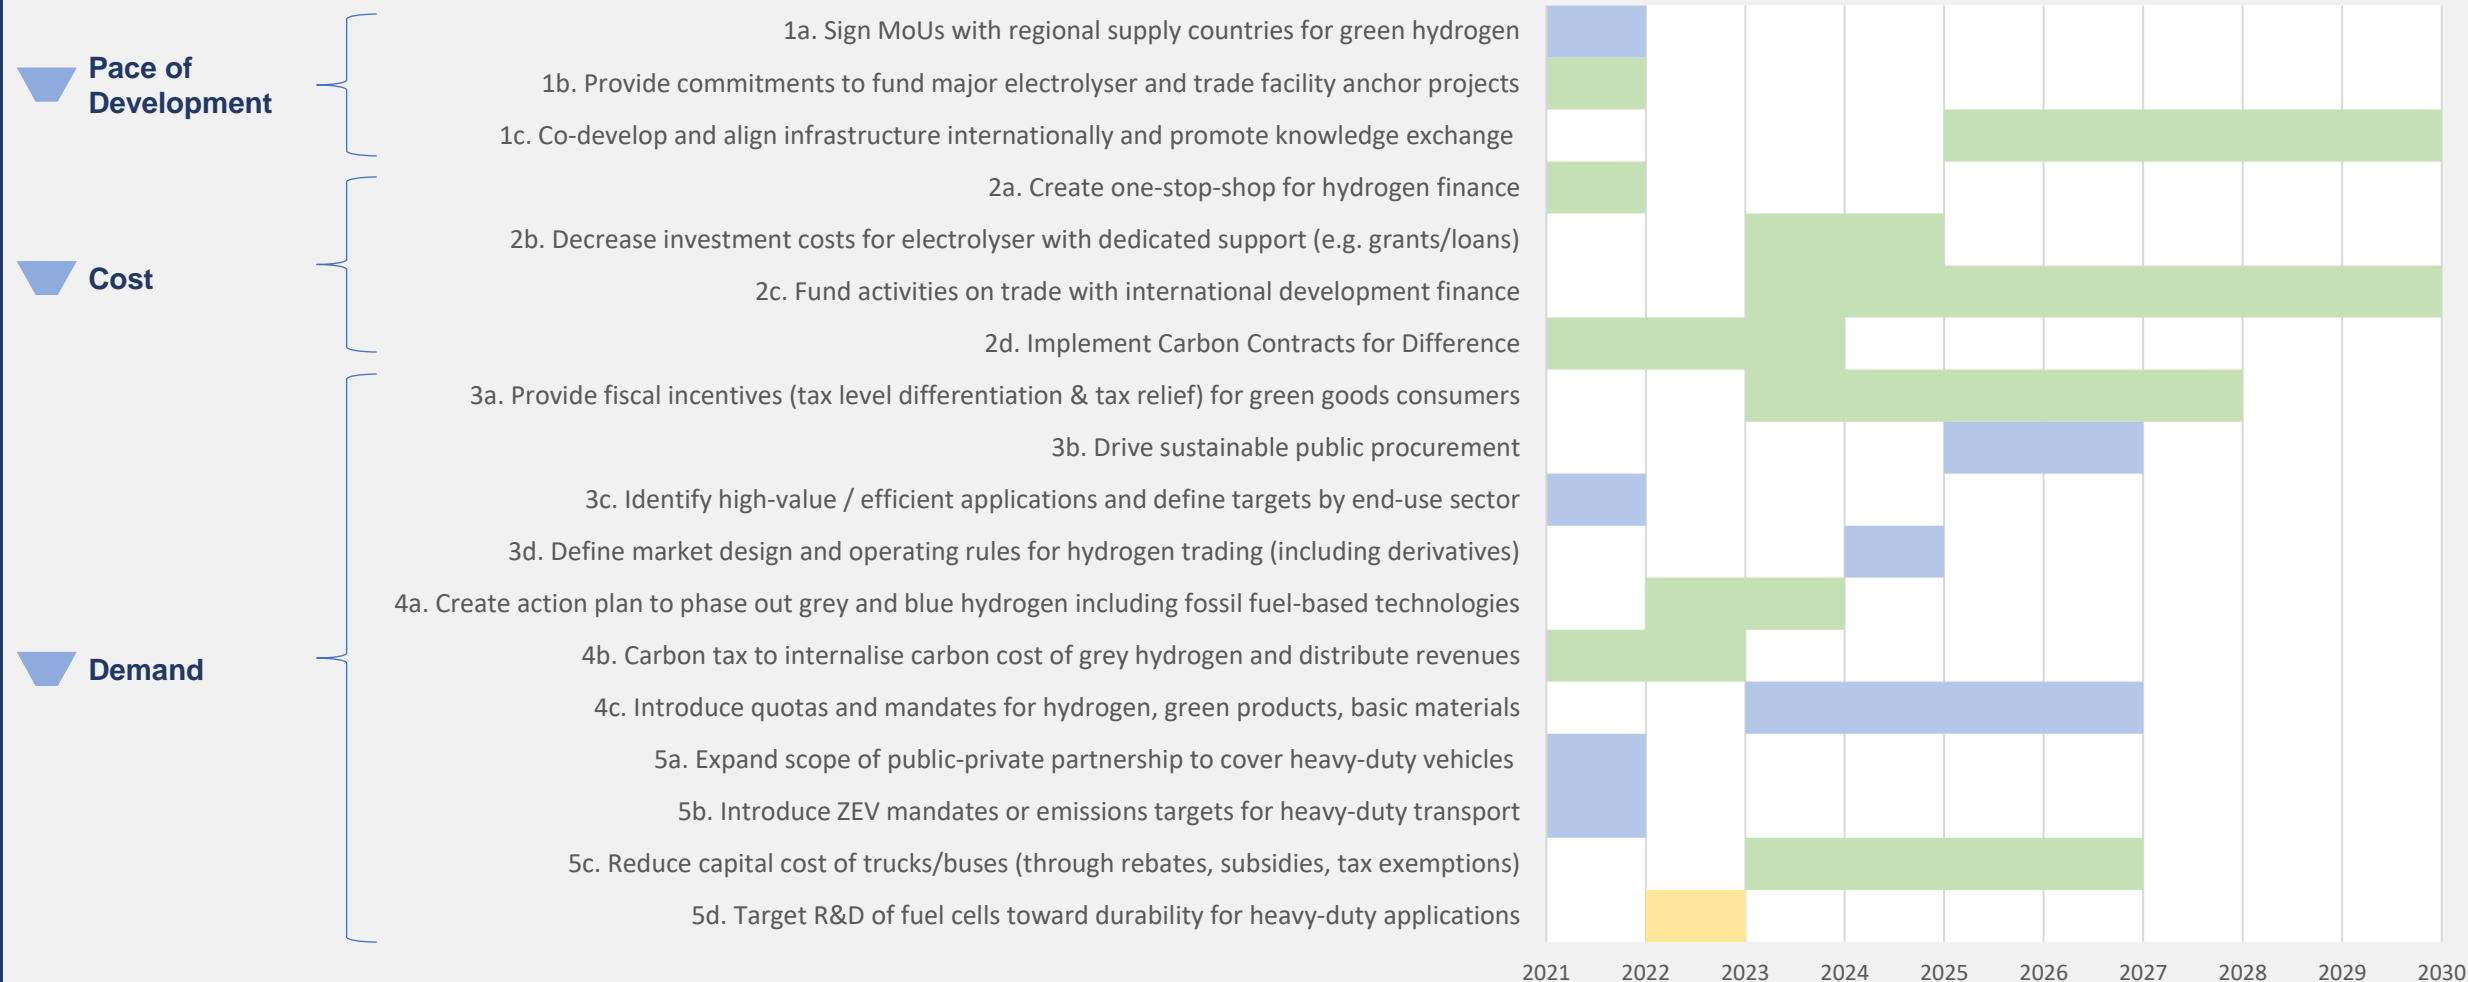 Pace of
Development
1a. Sign MoUs with regional supply countries for green hydrogen
1b. Provide commitments to fund major electrolyser and trade facility anchor projects
1c. Co-develop and align infrastructure internationally and promote knowledge exchange
Cost
2a. Create one-stop-shop for hydrogen finance
2b. Decrease investment costs for electrolyser with dedicated support (e.g. grants/loans)
2c. Fund activities on trade with international development finance
2d. Implement Carbon Contracts for Difference
Demand
3a. Provide fiscal incentives (tax level differentiation & tax relief) for green goods consumers
3b. Drive sustainable public procurement
3c. Identify high-value / efficient applications and define targets by end-use sector
3d. Define market design and operating rules for hydrogen trading (including derivatives)
4a. Create action plan to phase out grey and blue hydrogen including fossil fuel-based technologies
4b. Carbon tax to internalise carbon cost of grey hydrogen and distribute revenues
4c. Introduce quotas and mandates for hydrogen, green products, basic materials
5a. Expand scope of public-private partnership to cover heavy-duty vehicles
5b. Introduce ZEV mandates or emissions targets for heavy-duty transport
5c. Reduce capital cost of trucks/buses (through rebates, subsidies, tax exemptions)
5d. Target R&D of fuel cells toward durability for heavy-duty applications
2021 2022 2023 2024 2025 2026 2027 2028 2029 2030